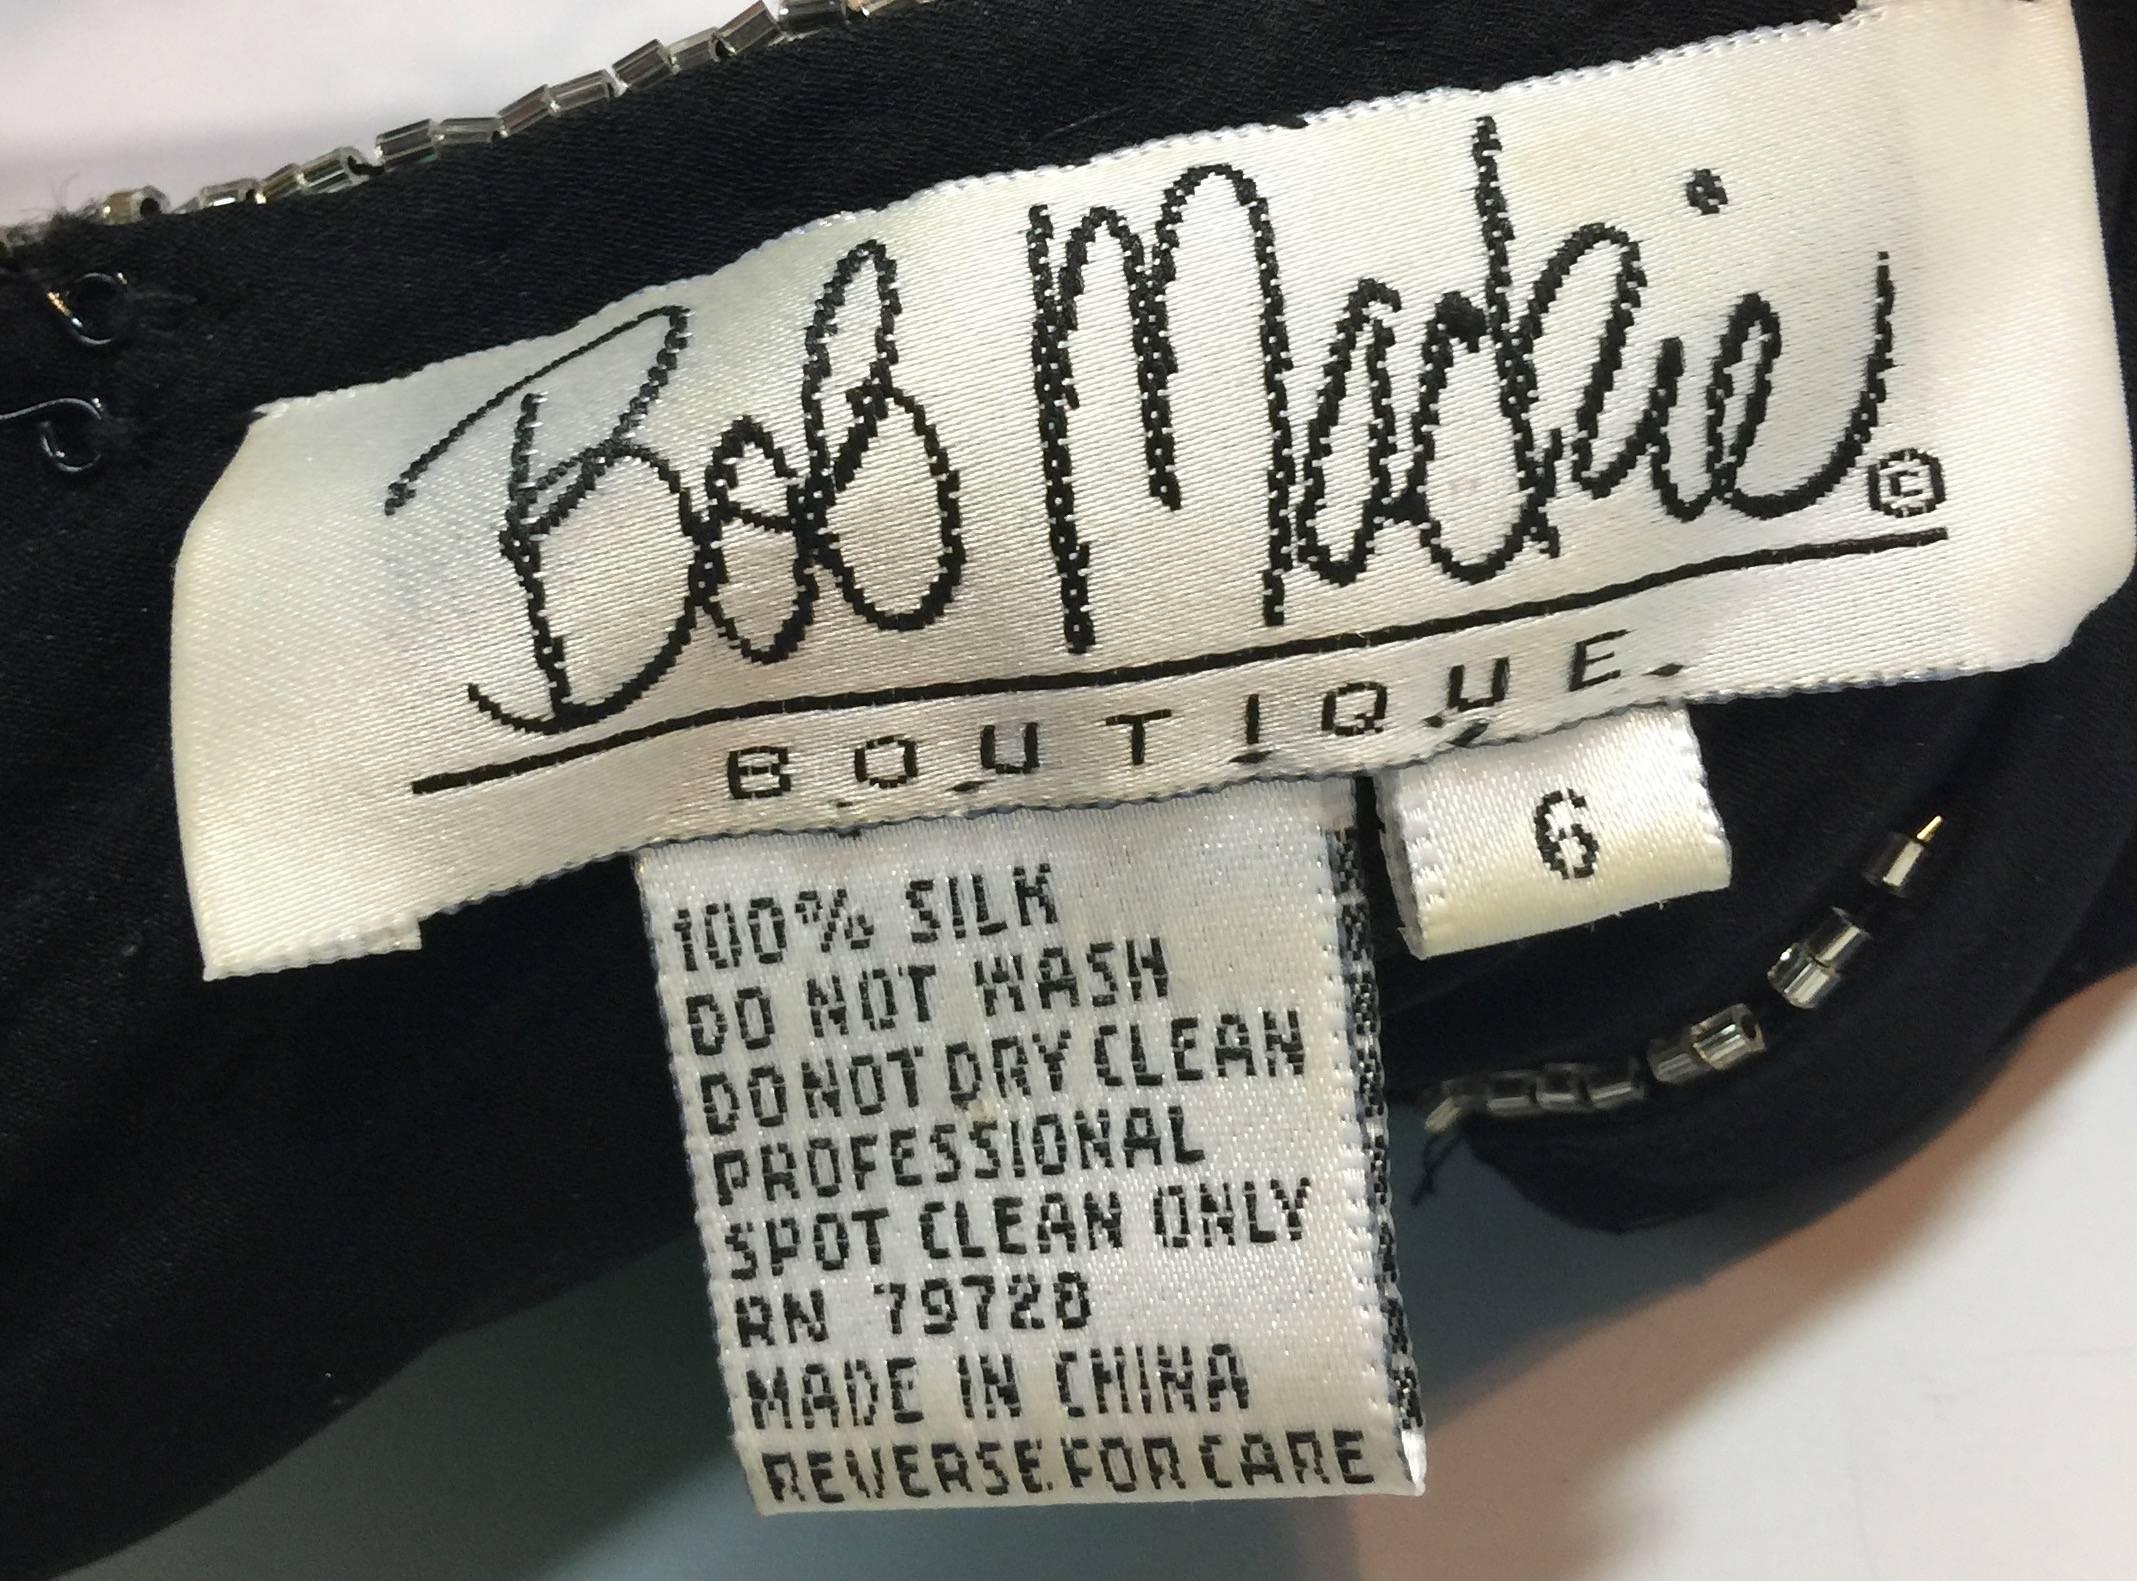 Bob Mackie ©
BOUTIQUE
6
100% SILK
DO NOT WASH
DO NOT DRY CLEAN
PROFESSIONAL
SPOT CLEAN ONLY
RN 79728
MADE IN CHINA
REVERSE FOR CARE